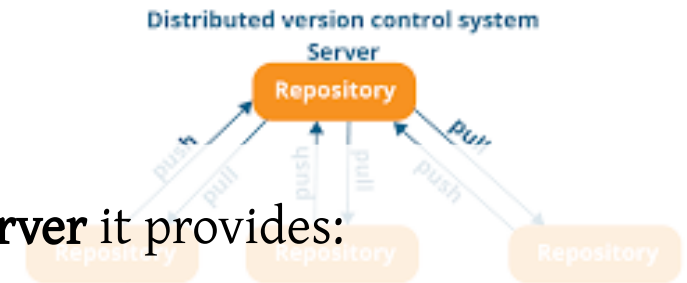 Distributed version control system
Server
Repository
push
pull
push
pull
push
pull
rver it provides:
Repository
Repository
Repository